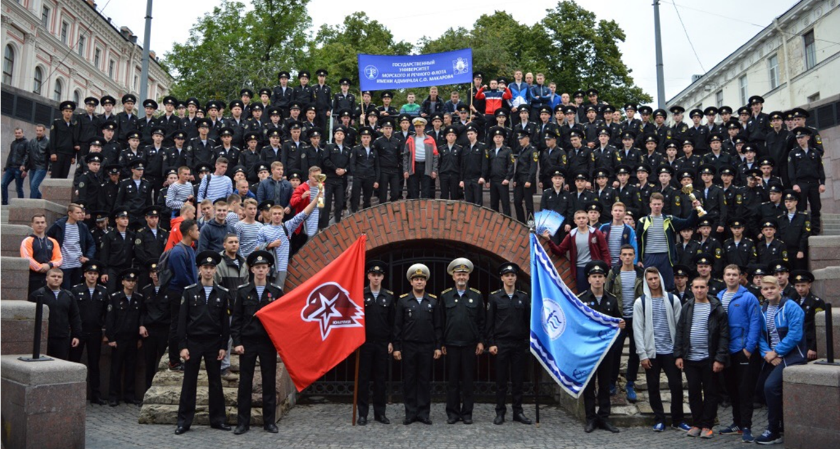 ГОСУДАРСТВЕННЫЙ
УНИВЕРСИТЕТ
МОРСКОГО И РЕЧНОГО ФЛОТА
ИМЕНИ АДМИРАЛА С.О. МАКАРОВА